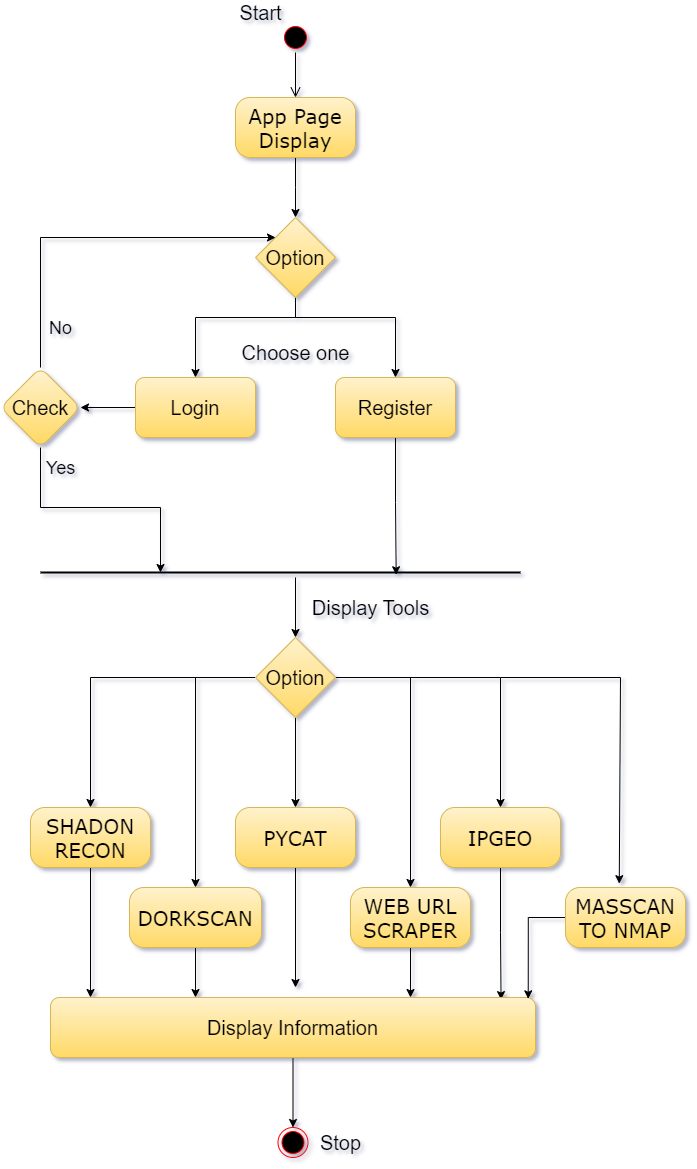 Start
App Page
Display
Option
No
Choose one
Check
Login
Register
Yes
Display Tools
Option
SHADON
RECON
PYCAT
IPGEO
DORKSCAN
WEB URL
SCRAPER
MASSCAN
TO NMAP
Display Information
Stop